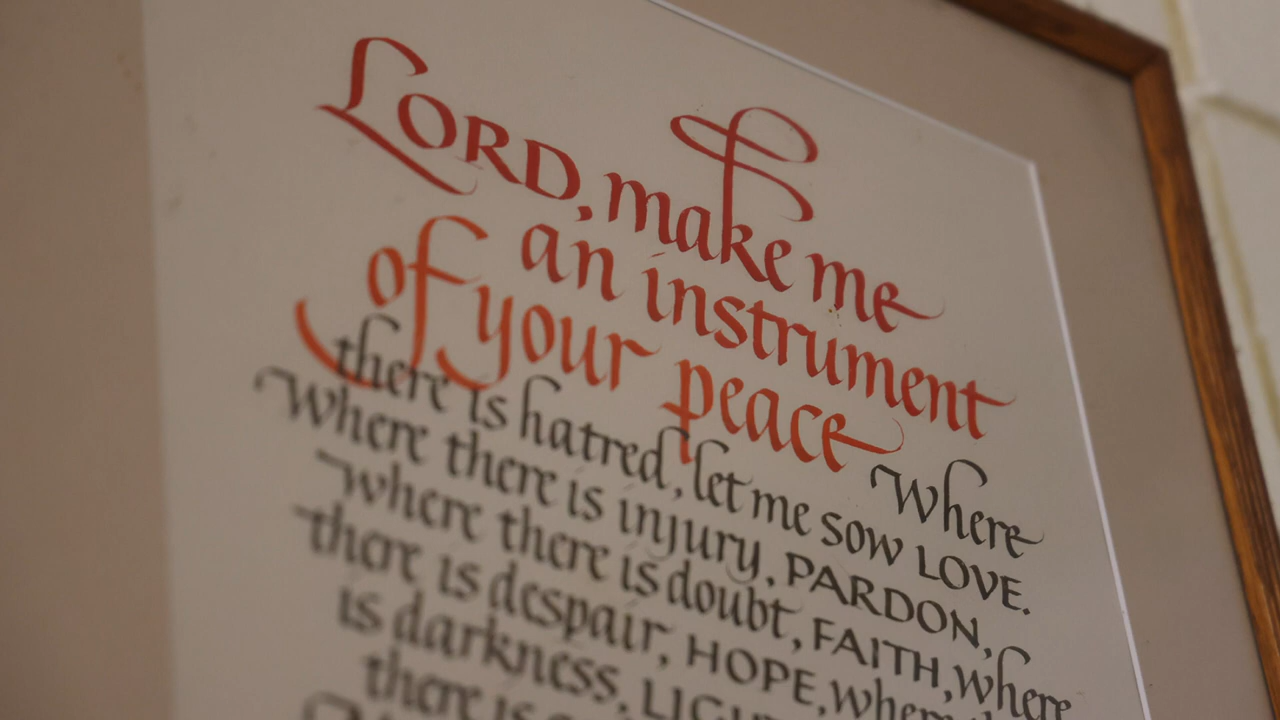 LORD, make me
an instrument
of your peace Where
there is hatred, let me sow LOVE.
Where there is injury, PARDON,
where there is doubt, FAITH, where
there is despair, HOPE, where
is darkness,
there is